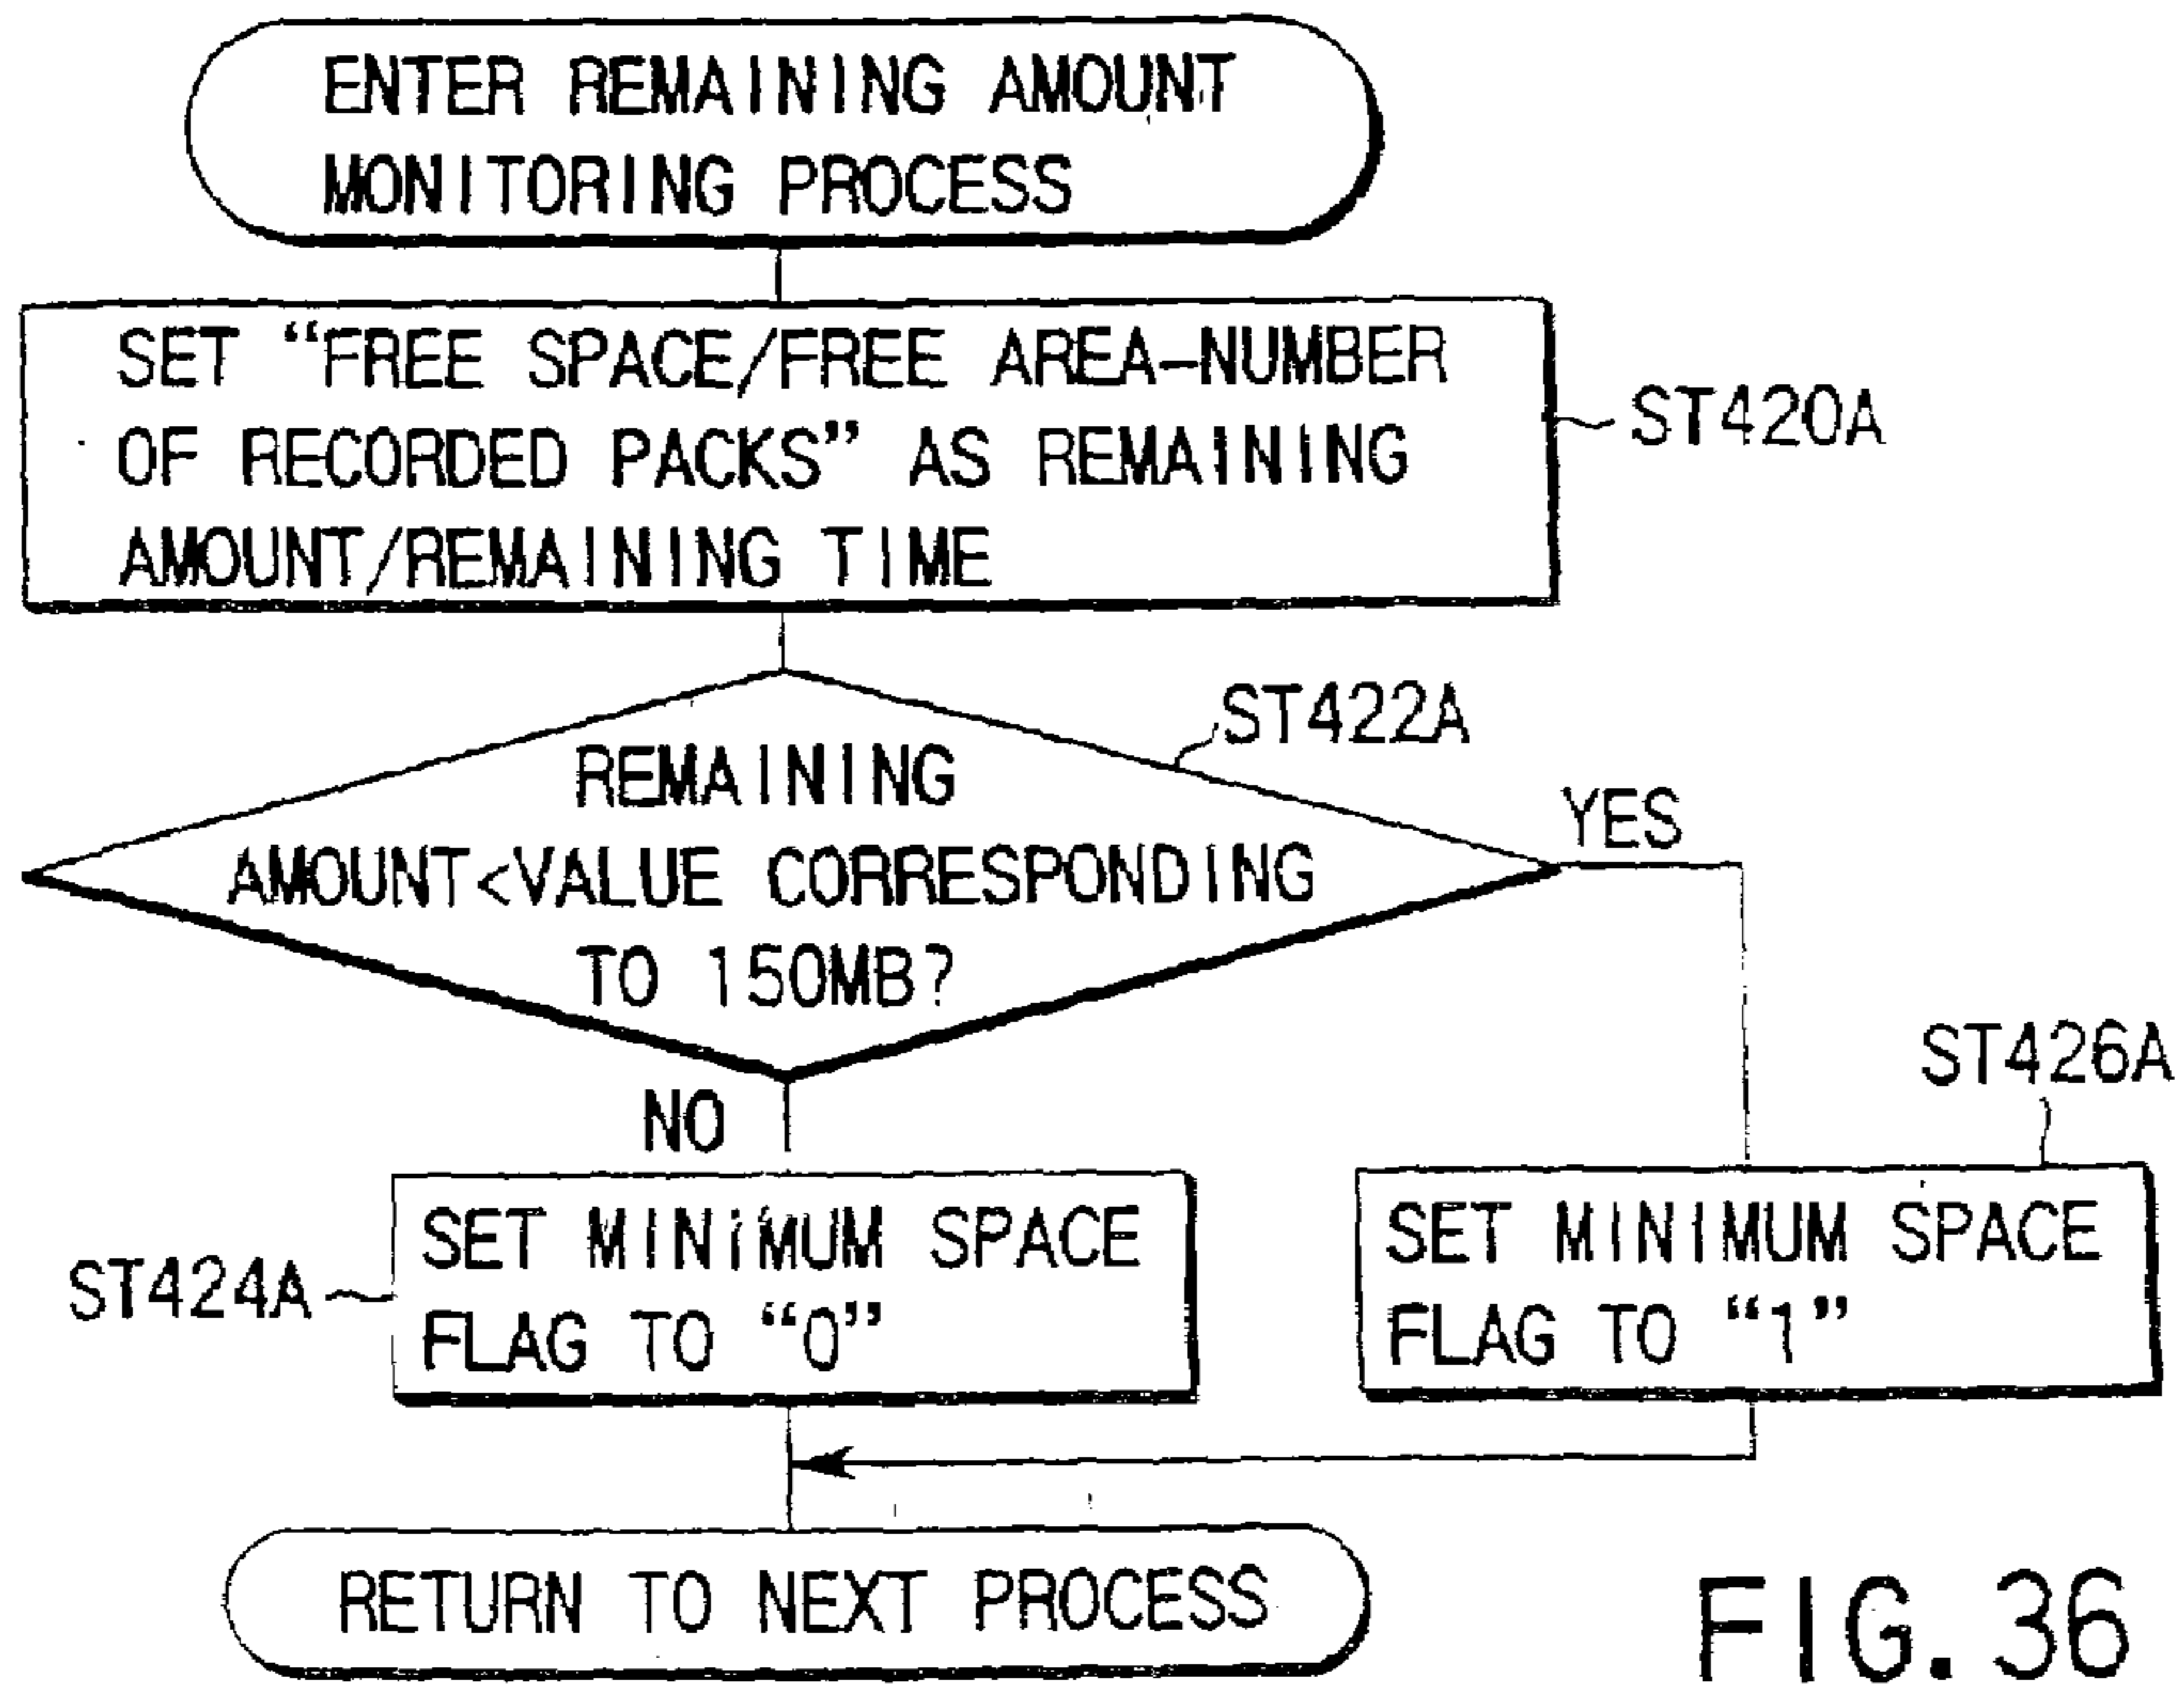 ENTER REMAINING AMOUNT
MONITORING PROCESS
SET “FREE SPACE/FREE AREA-NUMBER
OF RECORDED PACKS” AS REMAINING
AMOUNT/REMAINING TIME
ST420A
ST422A
REMAINING
AMOUNT<VALUE CORRESPONDING
TO 150MB?
YES
NO
ST426A
ST424A
SET MINIMUM SPACE
FLAG TO “0”
SET MINIMUM SPACE
FLAG TO “1”
RETURN TO NEXT PROCESS
FIG.36